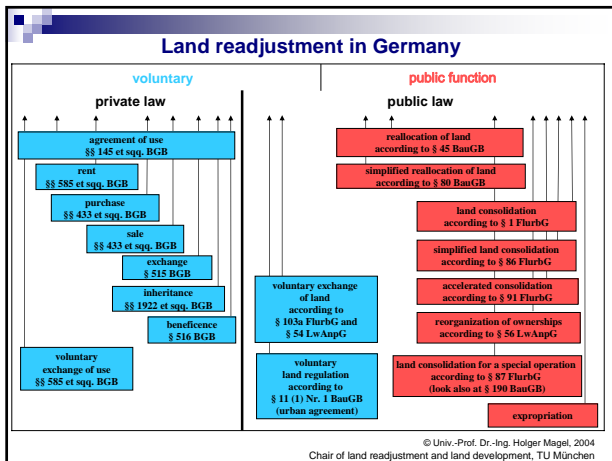 Land readjustment in Germany
voluntary
public function
private law
public law
agreement of use
§§ 145 et sqq. BGB
rent
§§ 585 et sqq. BGB
purchase
§§ 433 et sqq. BGB
sale
§§ 433 et sqq. BGB
exchange
§ 515 BGB
inheritance
§§ 1922 et sqq. BGB
beneficence
§ 516 BGB
voluntary
exchange of use
§§ 585 et sqq. BGB
voluntary exchange
of land
according to
§ 103a FlurbG and
§ 54 LwAnpG
voluntary
land regulation
according to
§ 11 (1) Nr. 1 BauGB
(urban agreement)
reallocation of land
according to § 45 BauGB
simplified reallocation of land
according to § 80 BauGB
land consolidation
according to § 1 FlurbG
simplified land consolidation
according to § 86 FlurbG
accelerated consolidation
according to § 91 FlurbG
reorganization of ownerships
according to § 56 LwAnpG
land consolidation for a special operation
according to § 87 FlurbG
(look also at § 190 BauGB)
expropriation
© Univ.-Prof. Dr.-Ing. Holger Magel, 2004
Chair of land readjustment and land development, TU München